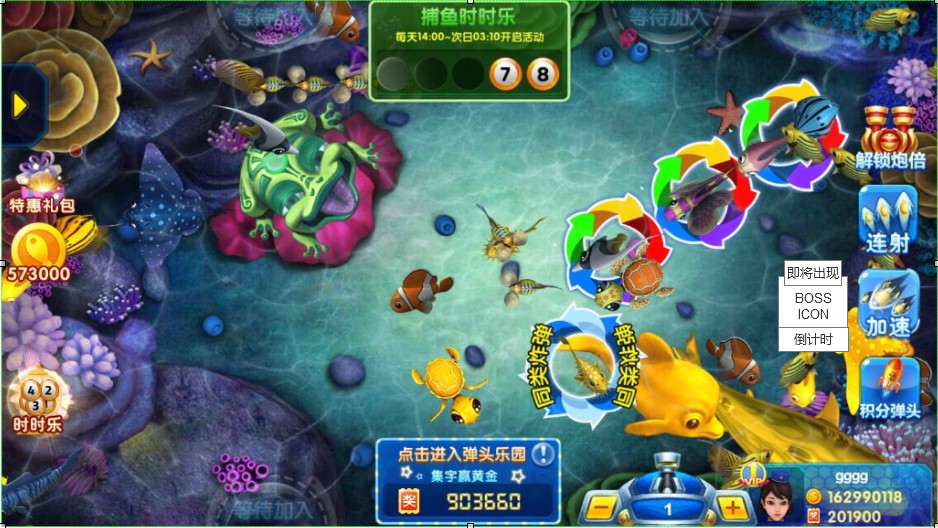 等待加入
捕鱼时时乐
每天14:00~次日03:10开启活动
7 8
等待加入
特惠礼包
573000
解锁炮倍
连射
即将出现
BOSS
ICON
倒计时
加速
同类炸弹
同类炸弹
4 2
3
时时乐
积分弹头
等待加入
点击进入弹头乐园 !
集字赢黄金
奖 903660
1
VIP1
gggg
162990118
奖 201900